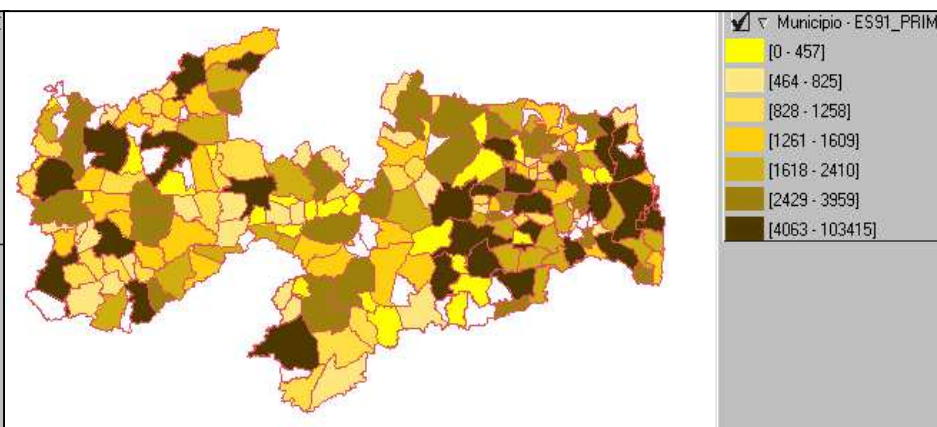 Municipio - ES91_PRIM
[0 - 457]
[464 - 825]
[828 - 1258]
[1261 - 1609]
[1618 - 2410]
[2429 - 3959]
[4063 - 103415]